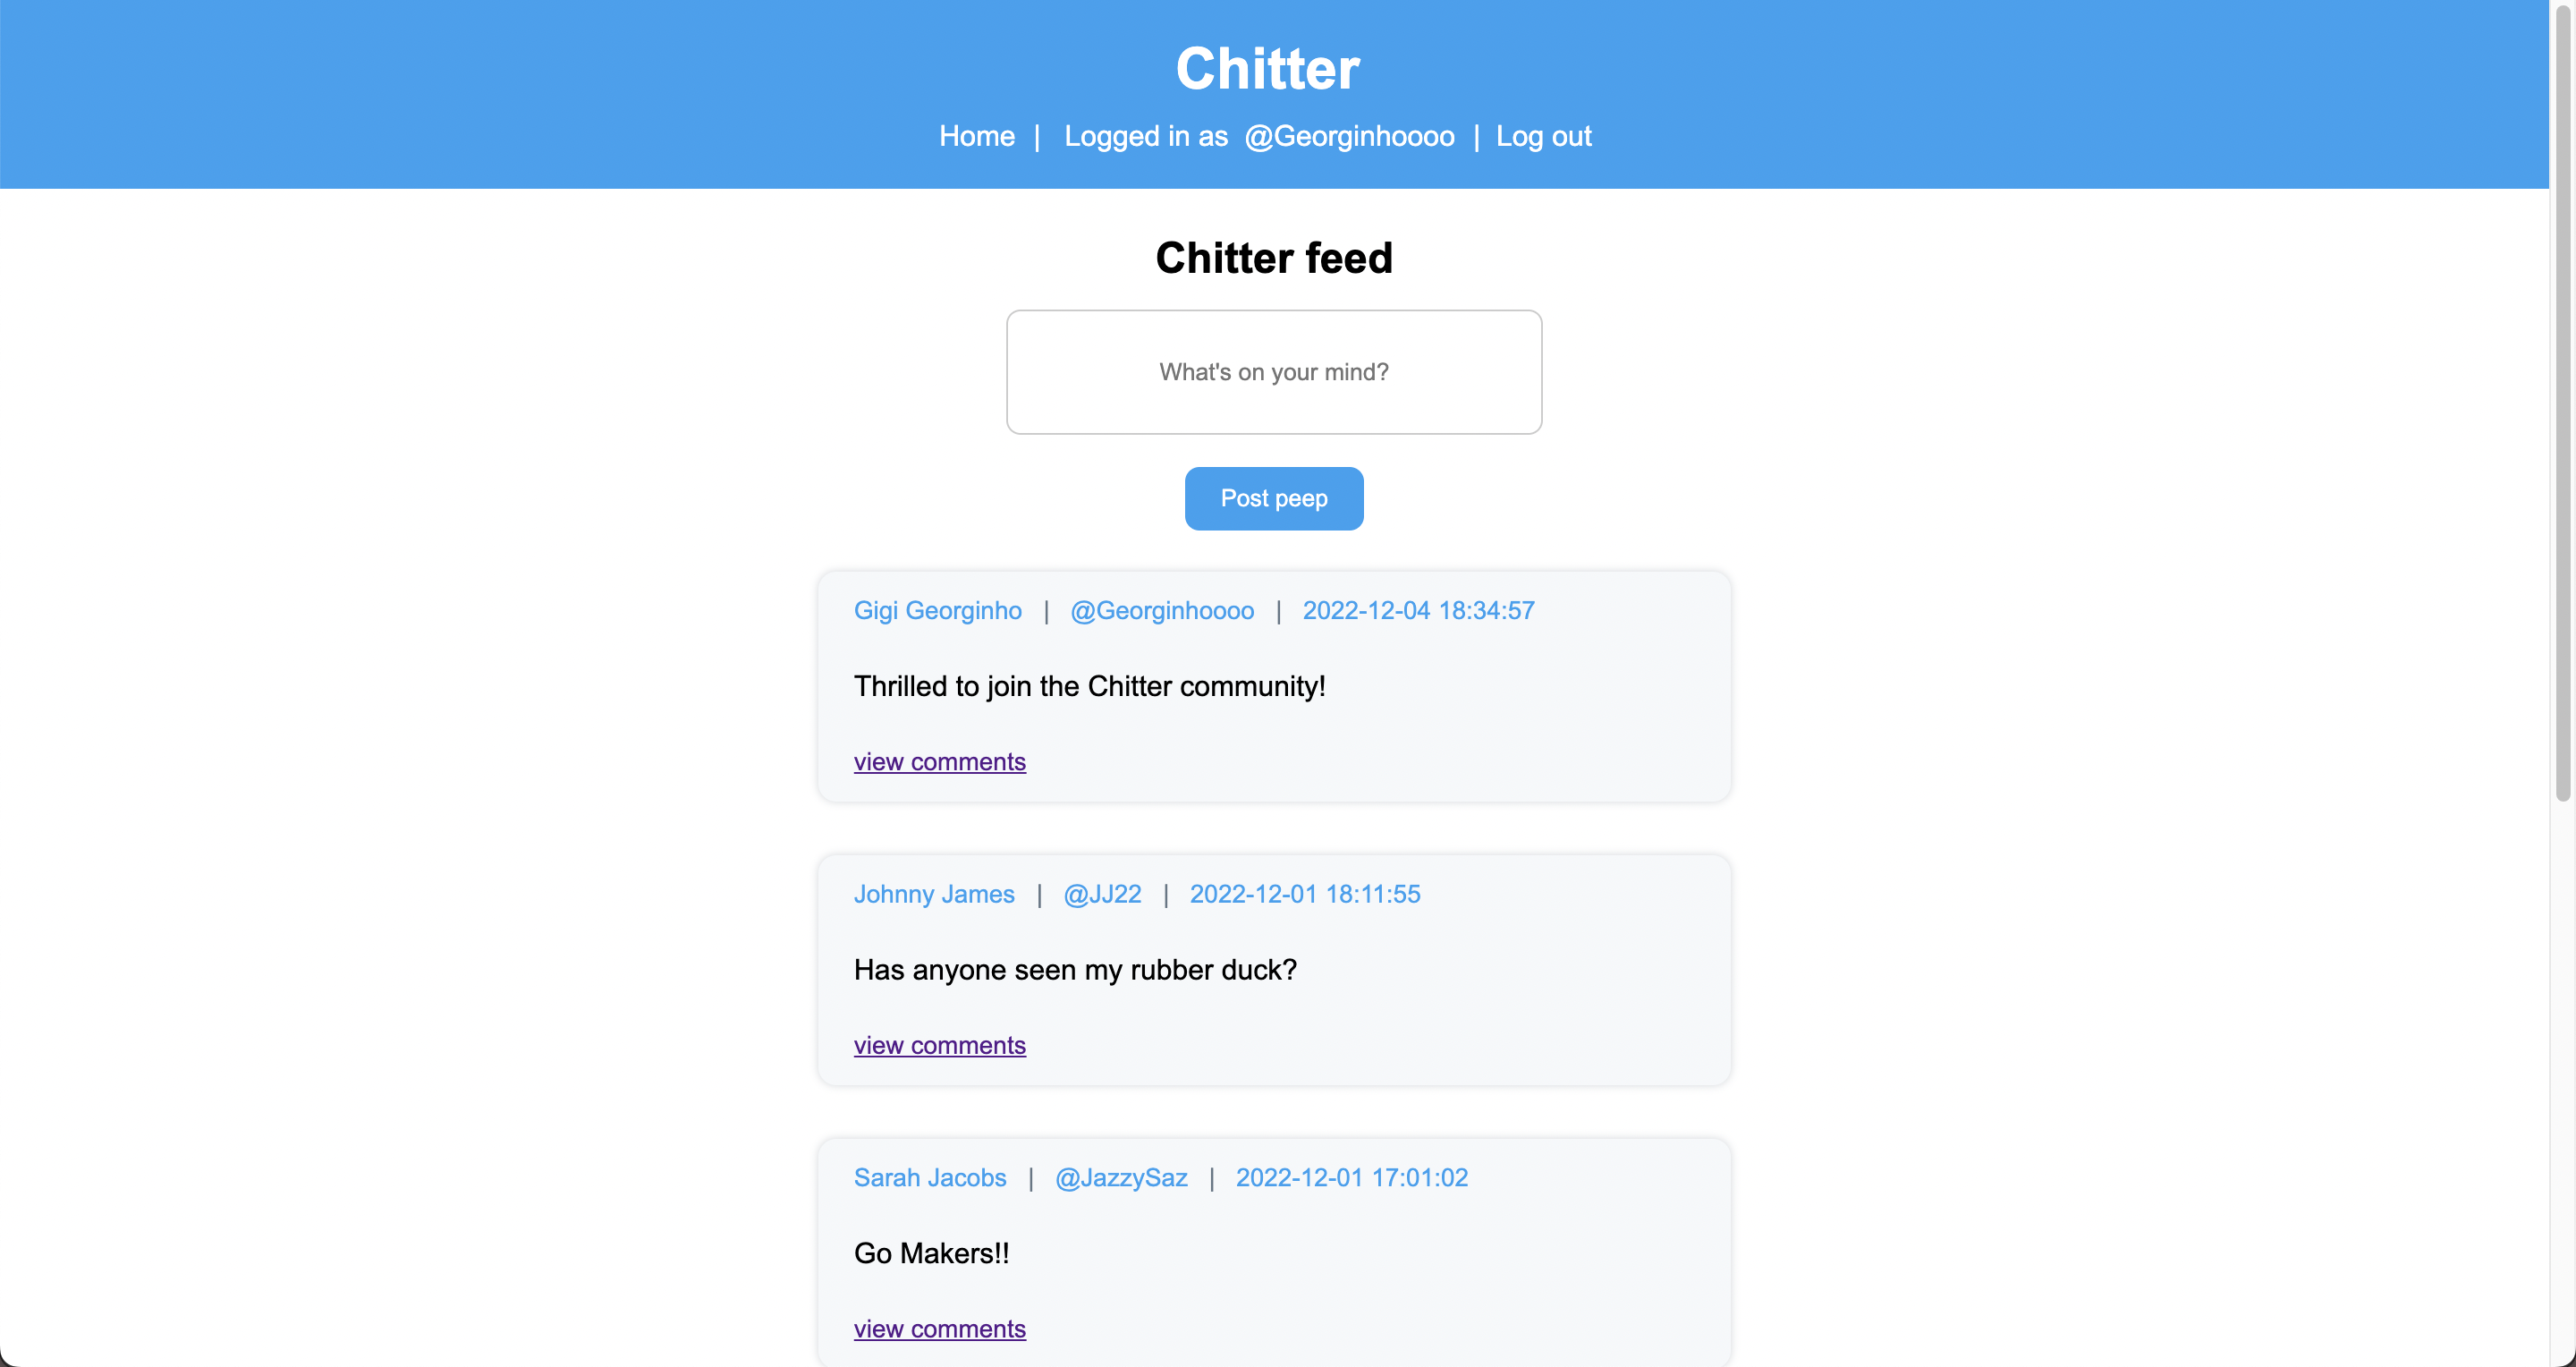 Chitter
Home | Logged in as @Georginhoooo | Log out
Chitter feed
What's on your mind?
Post peep
Gigi Georginho | @Georginhoooo | 2022-12-04 18:34:57
Thrilled to join the Chitter community!
view comments
Johnny James | @JJ22 | 2022-12-01 18:11:55
Has anyone seen my rubber duck?
view comments
Sarah Jacobs | @JazzySaz | 2022-12-01 17:01:02
Go Makers!!
view comments